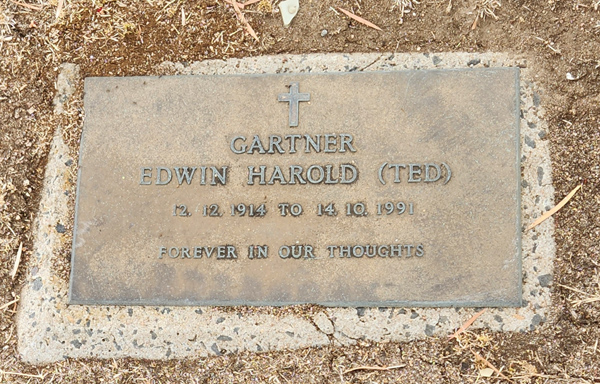 GARTNER
EDWIN HAROLD (TED)
12. 12. 1914 TO 14. 10. 1991
FOREVER IN OUR THOUGHTS